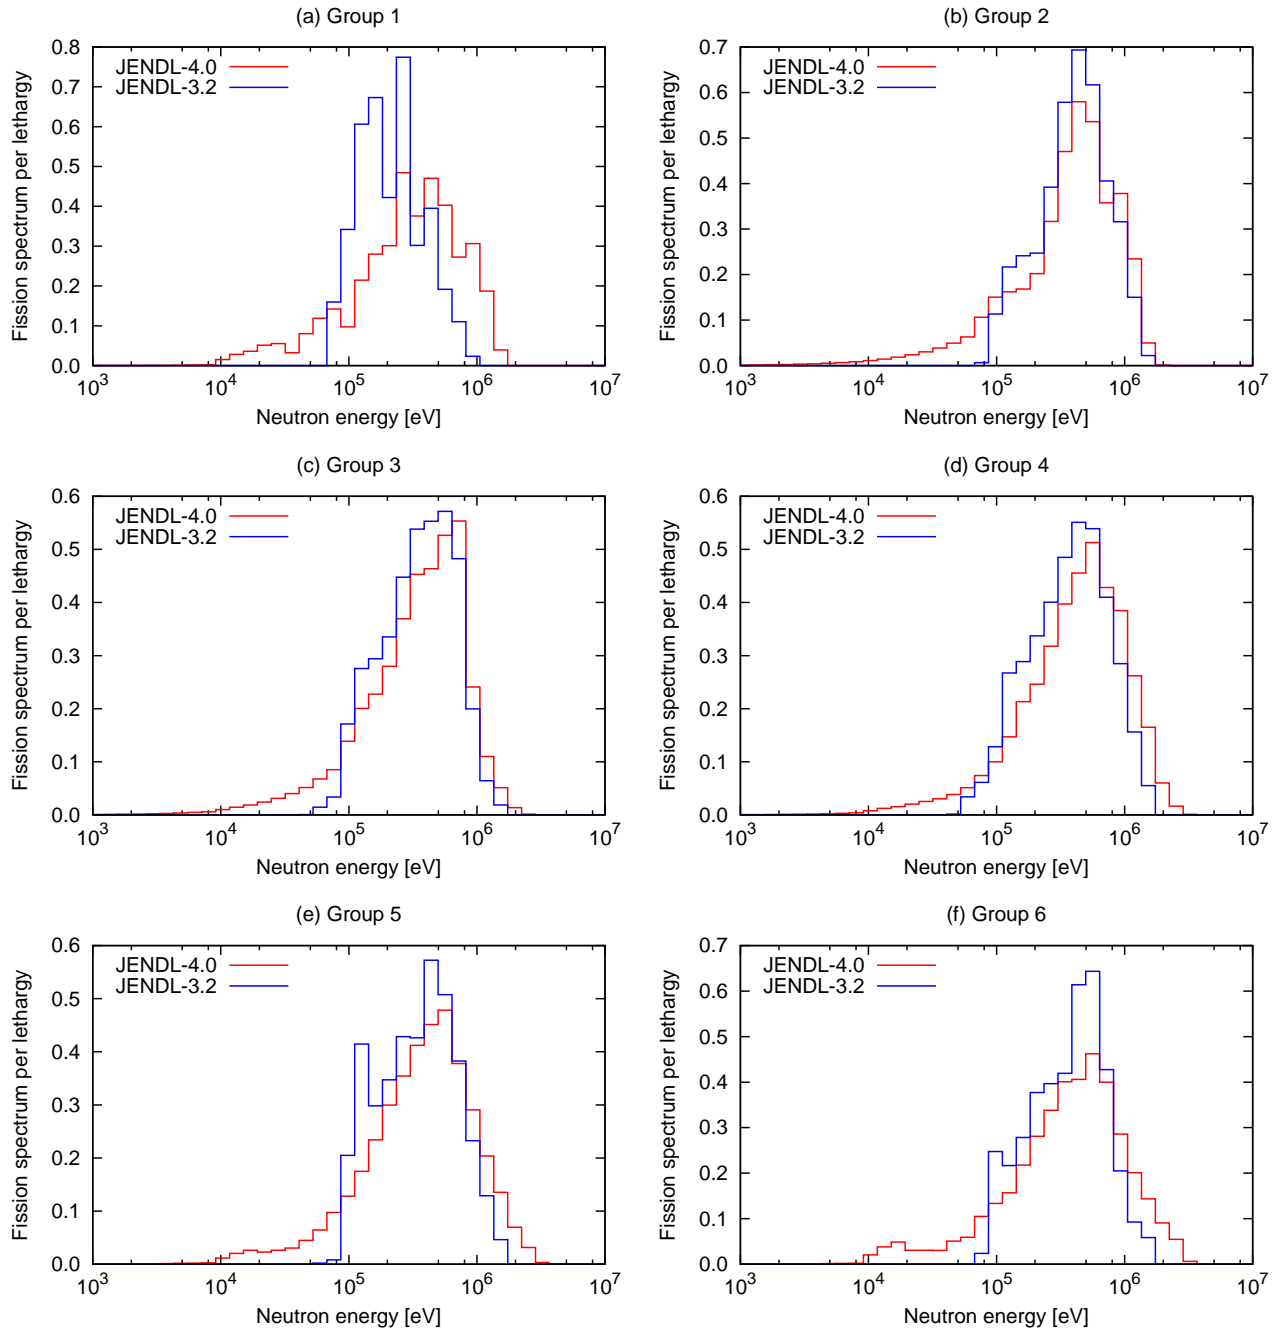 (a) Group 1
Fission spectrum per lethargy
0.8
0.7
0.6
0.5
0.4
0.3
0.2
0.1
0.0
JENDL-4.0
JENDL-3.2
10^3 10^4 10^5 10^6 10^7
Neutron energy [eV]
(b) Group 2
Fission spectrum per lethargy
0.7
0.6
0.5
0.4
0.3
0.2
0.1
0.0
JENDL-4.0
JENDL-3.2
10^3 10^4 10^5 10^6 10^7
Neutron energy [eV]
(c) Group 3
Fission spectrum per lethargy
0.6
0.5
0.4
0.3
0.2
0.1
0.0
JENDL-4.0
JENDL-3.2
10^3 10^4 10^5 10^6 10^7
Neutron energy [eV]
(d) Group 4
Fission spectrum per lethargy
0.6
0.5
0.4
0.3
0.2
0.1
0.0
JENDL-4.0
JENDL-3.2
10^3 10^4 10^5 10^6 10^7
Neutron energy [eV]
(e) Group 5
Fission spectrum per lethargy
0.6
0.5
0.4
0.3
0.2
0.1
0.0
JENDL-4.0
JENDL-3.2
10^3 10^4 10^5 10^6 10^7
Neutron energy [eV]
(f) Group 6
Fission spectrum per lethargy
0.7
0.6
0.5
0.4
0.3
0.2
0.1
0.0
JENDL-4.0
JENDL-3.2
10^3 10^4 10^5 10^6 10^7
Neutron energy [eV]